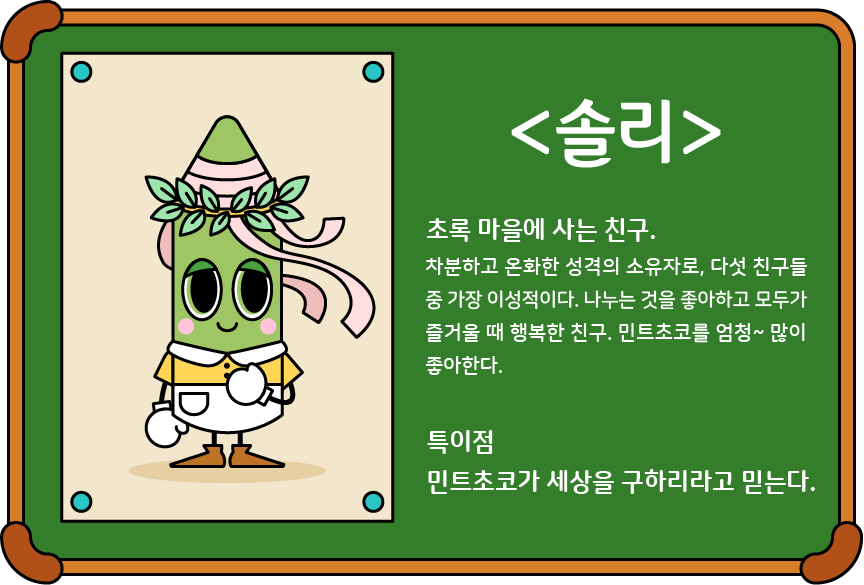 <솔리>
초록 마을에 사는 친구.
차분하고 온화한 성격의 소유자로, 다섯 친구들
중 가장 이성적이다. 나누는 것을 좋아하고 모두가
즐거울 때 행복한 친구. 민트초코를 엄청~ 많이
좋아한다.
특이점
민트초코가 세상을 구하리라고 믿는다.